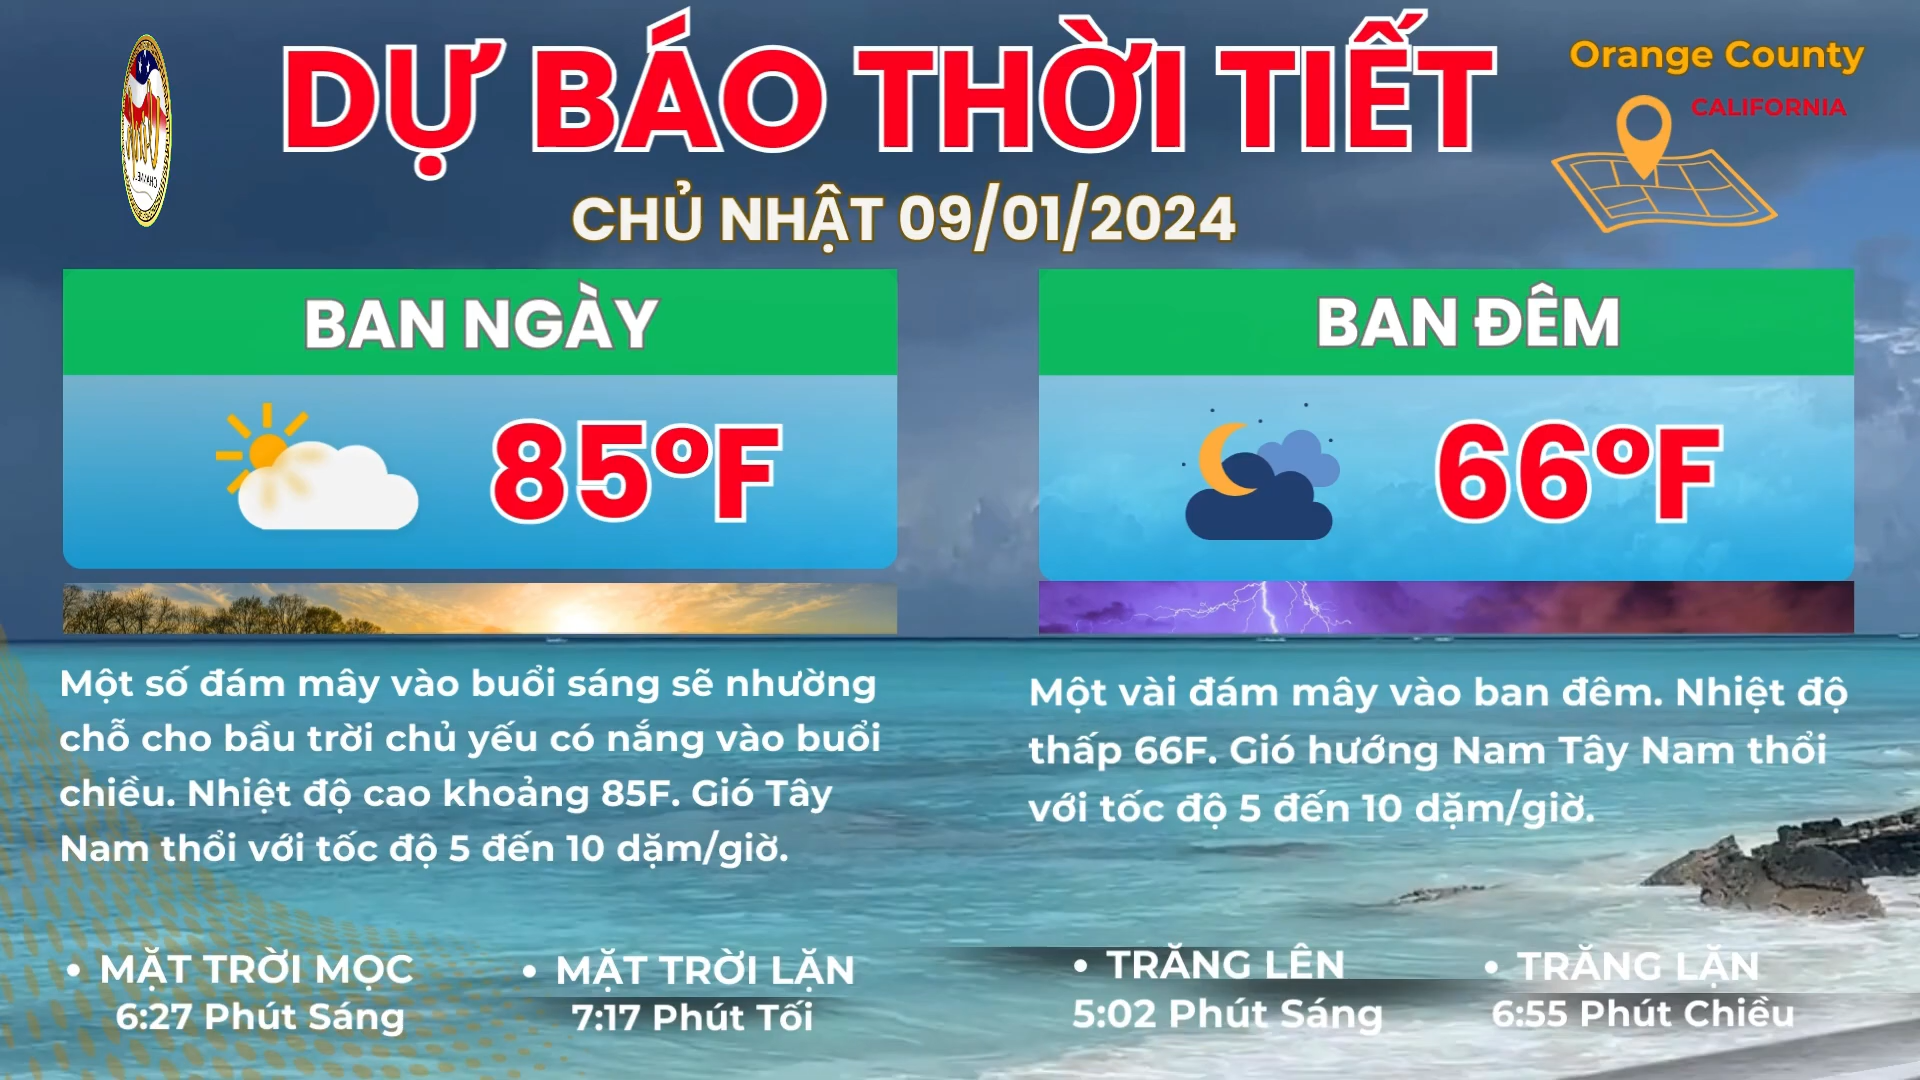 DỰ BÁO THỜI TIẾT
Orange County
CALIFORNIA
CHỦ NHẬT 09/01/2024
BAN NGÀY
85°F
BAN ĐÊM
66°F
Một số đám mây vào buổi sáng sẽ nhường
chỗ cho bầu trời chủ yếu có nắng vào buổi
chiều. Nhiệt độ cao khoảng 85F. Gió Tây
Nam thổi với tốc độ 5 đến 10 dặm/giờ.
Một vài đám mây vào ban đêm. Nhiệt độ
thấp 66F. Gió hướng Nam Tây Nam thổi
với tốc độ 5 đến 10 dặm/giờ.
• MẶT TRỜI MỌC
6:27 Phút Sáng
• MẶT TRỜI LẶN
7:17 Phút Tối
• TRĂNG LÊN
5:02 Phút Sáng
• TRĂNG LẶN
6:55 Phút Chiều